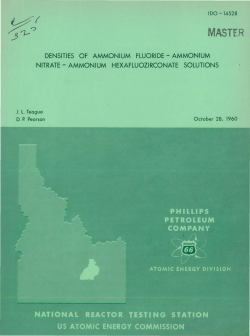 IDO-14528
MASTER
DENSITIES OF AMMONIUM FLUORIDE - AMMONIUM
NITRATE - AMMONIUM HEXAFLUOZIRCONATE SOLUTIONS
J. L. Teague
D. P. Pearson
October 28, 1960
PHILLIPS
PETROLEUM
COMPANY
66
ATOMIC ENERGY DIVISION
NATIONAL REACTOR TESTING STATION
US ATOMIC ENERGY COMMISSION